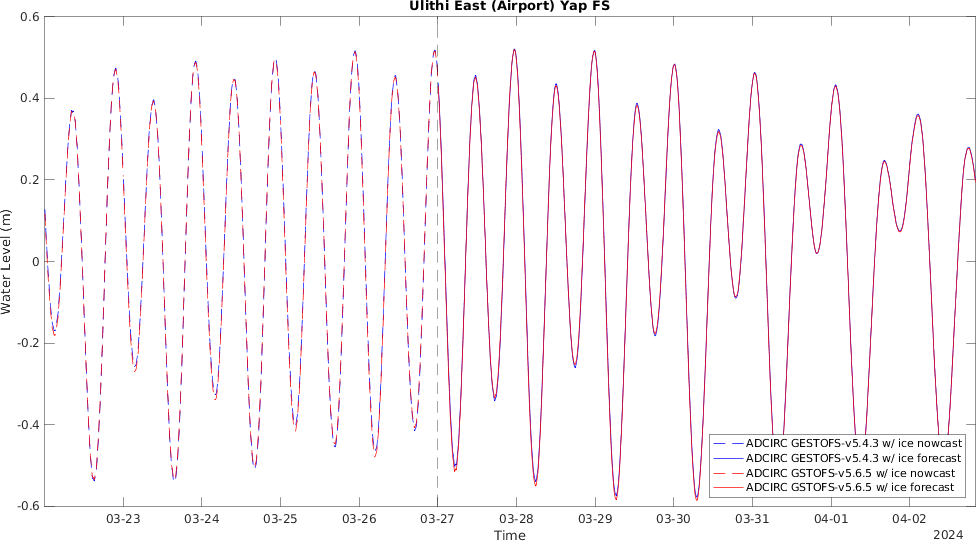 Ulithi East (Airport) Yap FS
0.6
0.4
0.2
0
-0.2
-0.4
-0.6
Water Level (m)
03-23
03-24
03-25
03-26
03-27
03-28
03-29
03-30
03-31
04-01
04-02
Time
2024
ADCIRC GESTOFS-v5.4.3 w/ ice nowcast
ADCIRC GESTOFS-v5.4.3 w/ ice forecast
ADCIRC GSTOFS-v5.6.5 w/ ice nowcast
ADCIRC GSTOFS-v5.6.5 w/ ice forecast